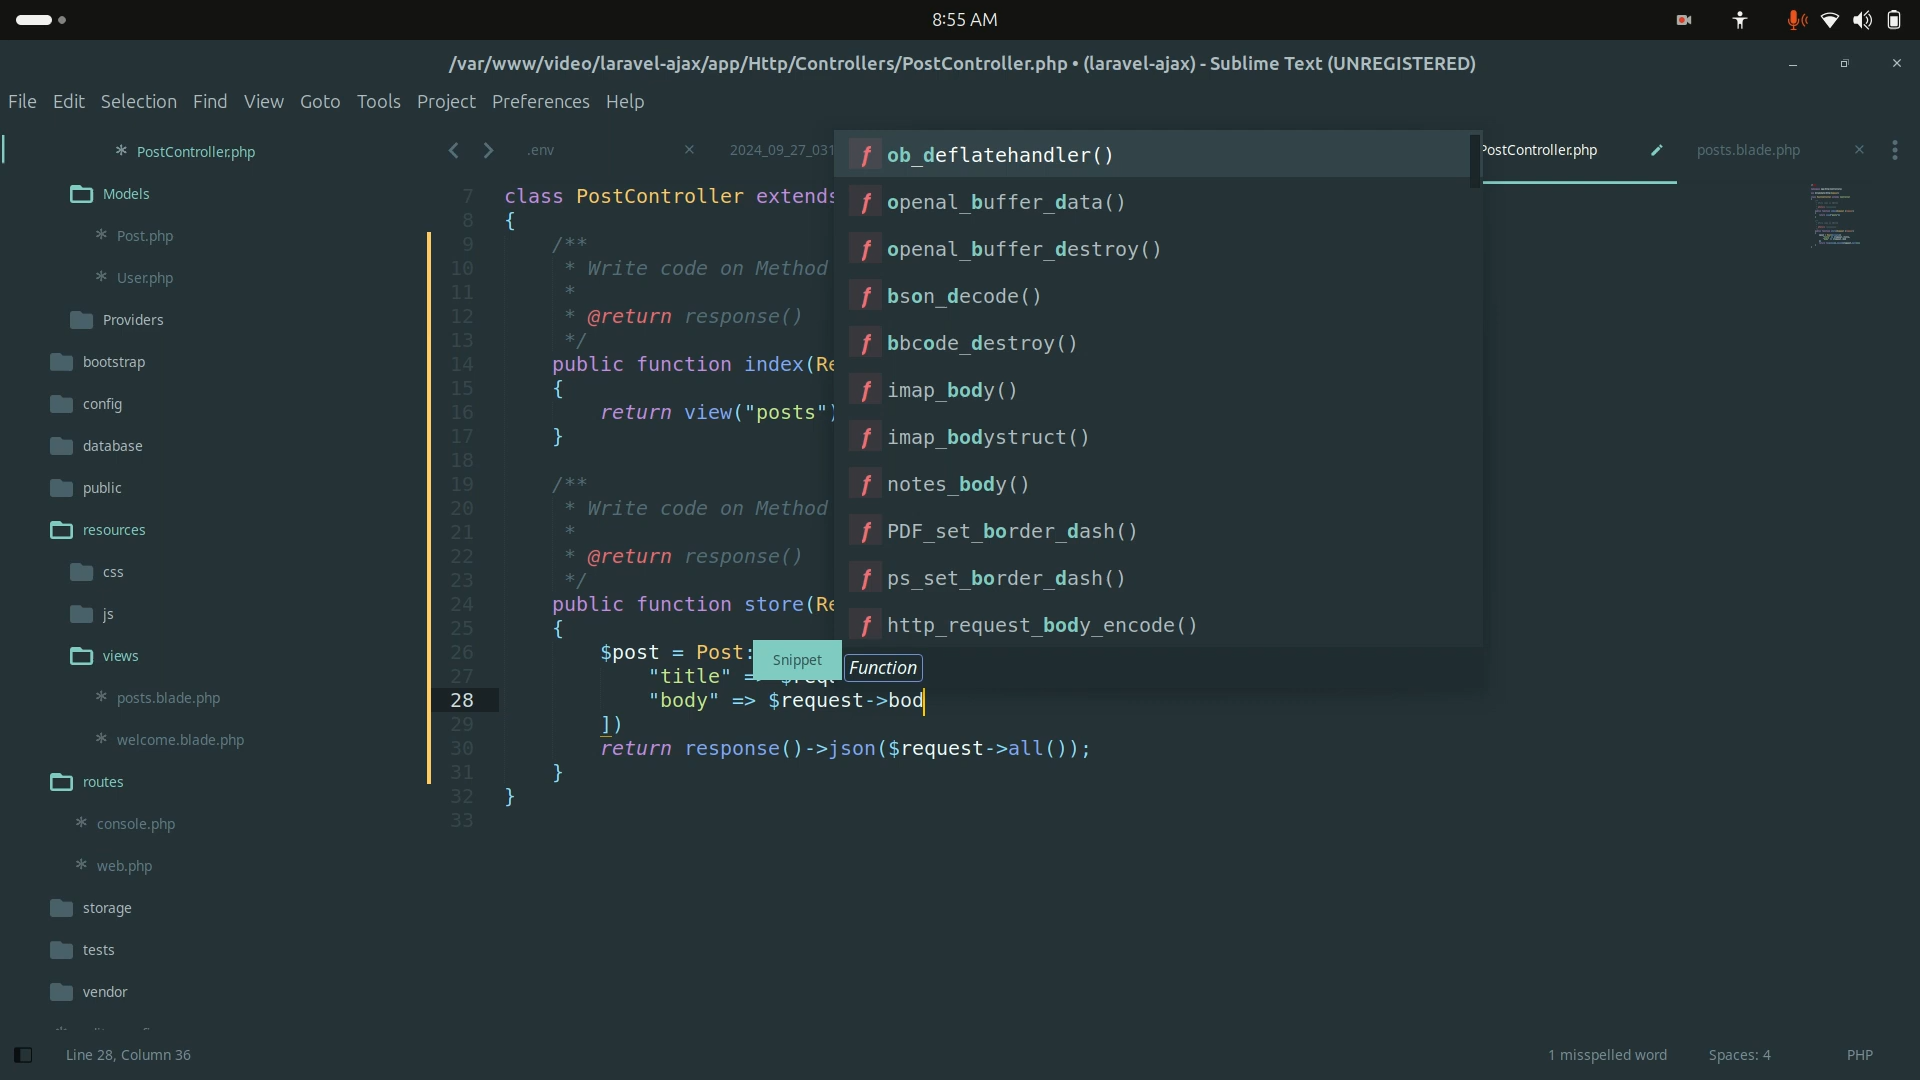 8:55 AM
/var/www/video/laravel-ajax/app/Http/Controllers/PostController.php • (laravel-ajax) - Sublime Text (UNREGISTERED)
File Edit Selection Find View Goto Tools Project Preferences Help
PostController.php
Models
Post.php
User.php
Providers
bootstrap
config
database
public
resources
css
js
views
posts.blade.php
welcome.blade.php
routes
console.php
web.php
storage
tests
vendor
.env
2024_09_27_031
PostController.php
posts.blade.php
7 class PostController extends
8 {
9 /**
10 * Write code on Method
11 *
12 * @return response()
13 */
14 public function index(Re
15 {
16 return view("posts")
17 }
18
19 /**
20 * Write code on Method
21 *
22 * @return response()
23 */
24 public function store(Re
25 {
26 $post = Post:
27 "title" => $requ
28 "body" => $request->bod
29 ])
30 return response()->json($request->all());
31 }
32 }
33
ob_deflatehandler()
openal_buffer_data()
openal_buffer_destroy()
bson_decode()
bbcode_destroy()
imap_body()
imap_bodystruct()
notes_body()
PDF_set_border_dash()
ps_set_border_dash()
http_request_body_encode()
Snippet
Function
Line 28, Column 36
1 misspelled word
Spaces: 4
PHP